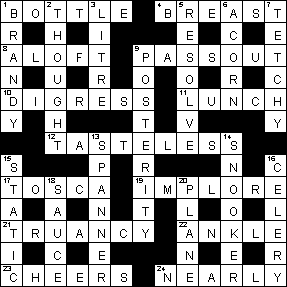 1 B O 2 T T 3 L E 4 B 5 R E 6 A S 7 T
R H I E C E
8 A L O F T 9 P A S S O U T
N U R O O R C
10 D I G R E S S 11 L U N C H
Y H T V Y
12 T A 13 S T E L E S 14 S
15 S P R N 16 C
17 T O 18 S C A 19 I M 20 P L O R E
A A N T L O L
21 T R U A N C Y 22 A N K L E
I C E N E R
23 C H E E R S 24 N E A R L Y